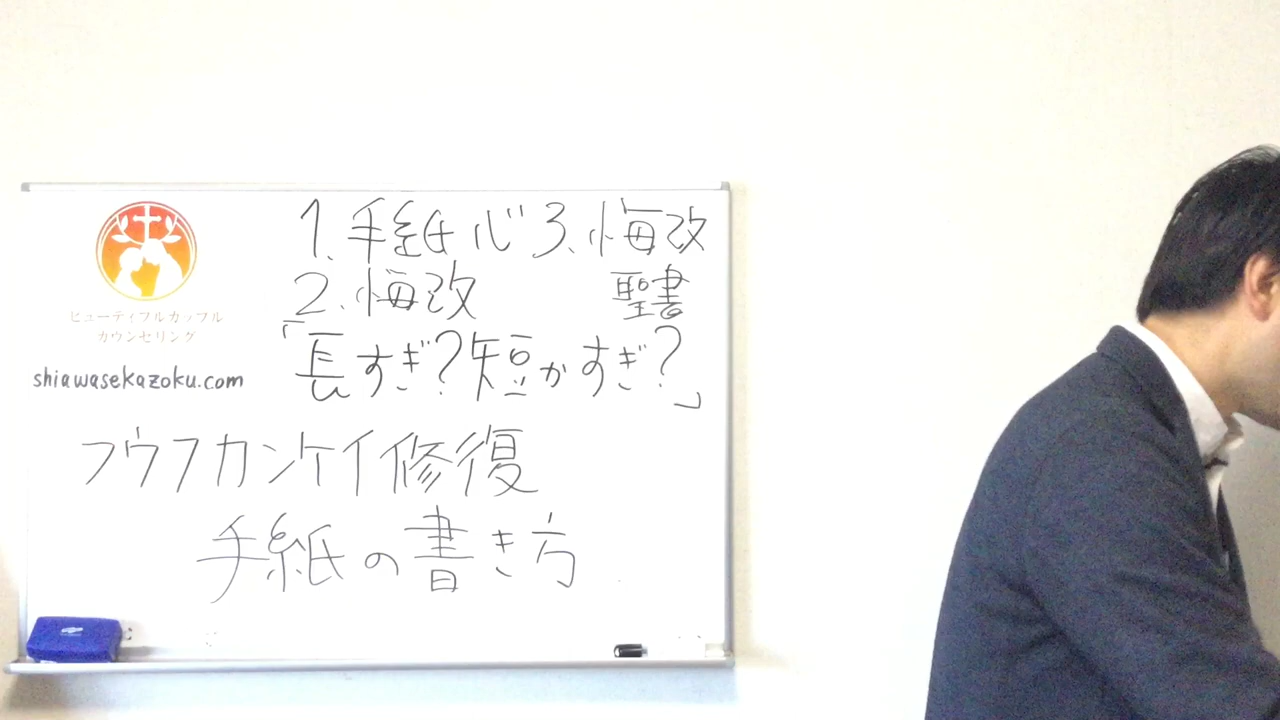 ビューティフルカップル
カウンセリング
shiawasekazoku.com
1. 手紙 心 3. 悔改
2. 悔改 聖書
「長すぎ?短かすぎ?」
フウフカンケイ修復
手紙の書き方